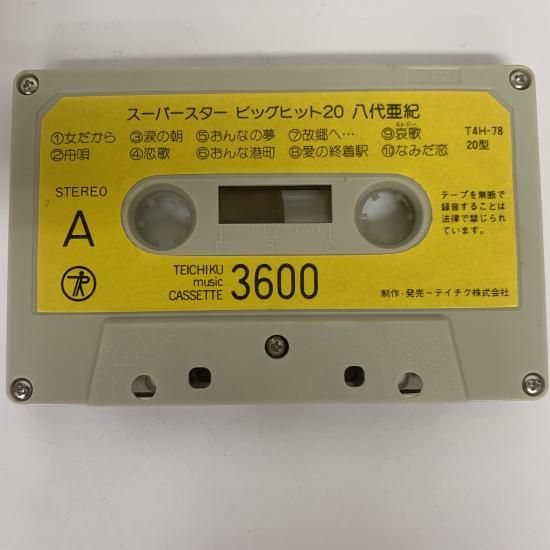 スーパースター ビッグヒット20 八代亜紀
①女だから ③涙の朝 ⑤おんなの夢 ⑦故郷へ… ⑨哀歌 エレジー
②舟唄 ④恋歌 ⑥おんな港町 ⑧愛の終着駅 ⑩なみだ恋
T4H-78
20型
STEREO
A
100 50 0
テープを無断で
録音することは
法律で禁じられ
ています。
TEICHIKU
music
CASSETTE
3600
制作・発売ーテイチク株式会社